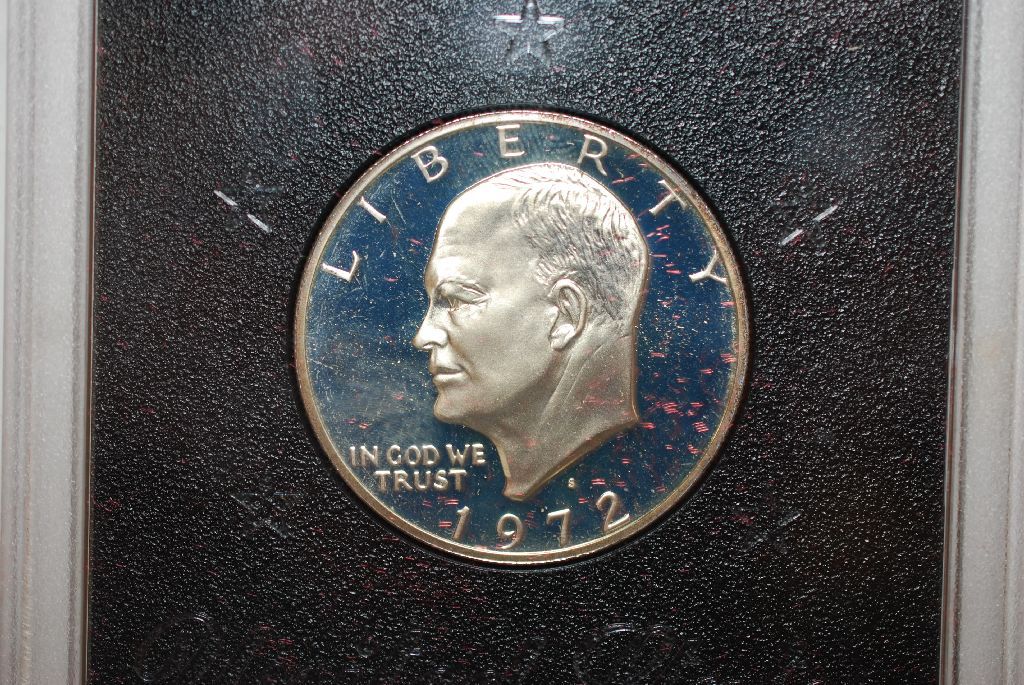 LIBERTY
IN GOD WE
TRUST
S
1972